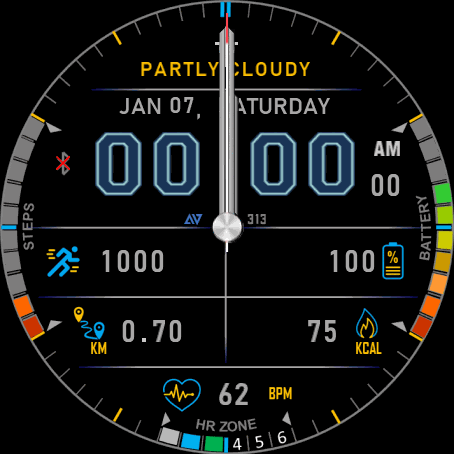 PARTLY CLOUDY
JAN 07, SATURDAY
00 00 AM
00
313
STEPS
BATTERY
1000
100 %
0.70 KM
75 KCAL
62 BPM
HR ZONE
4 5 6